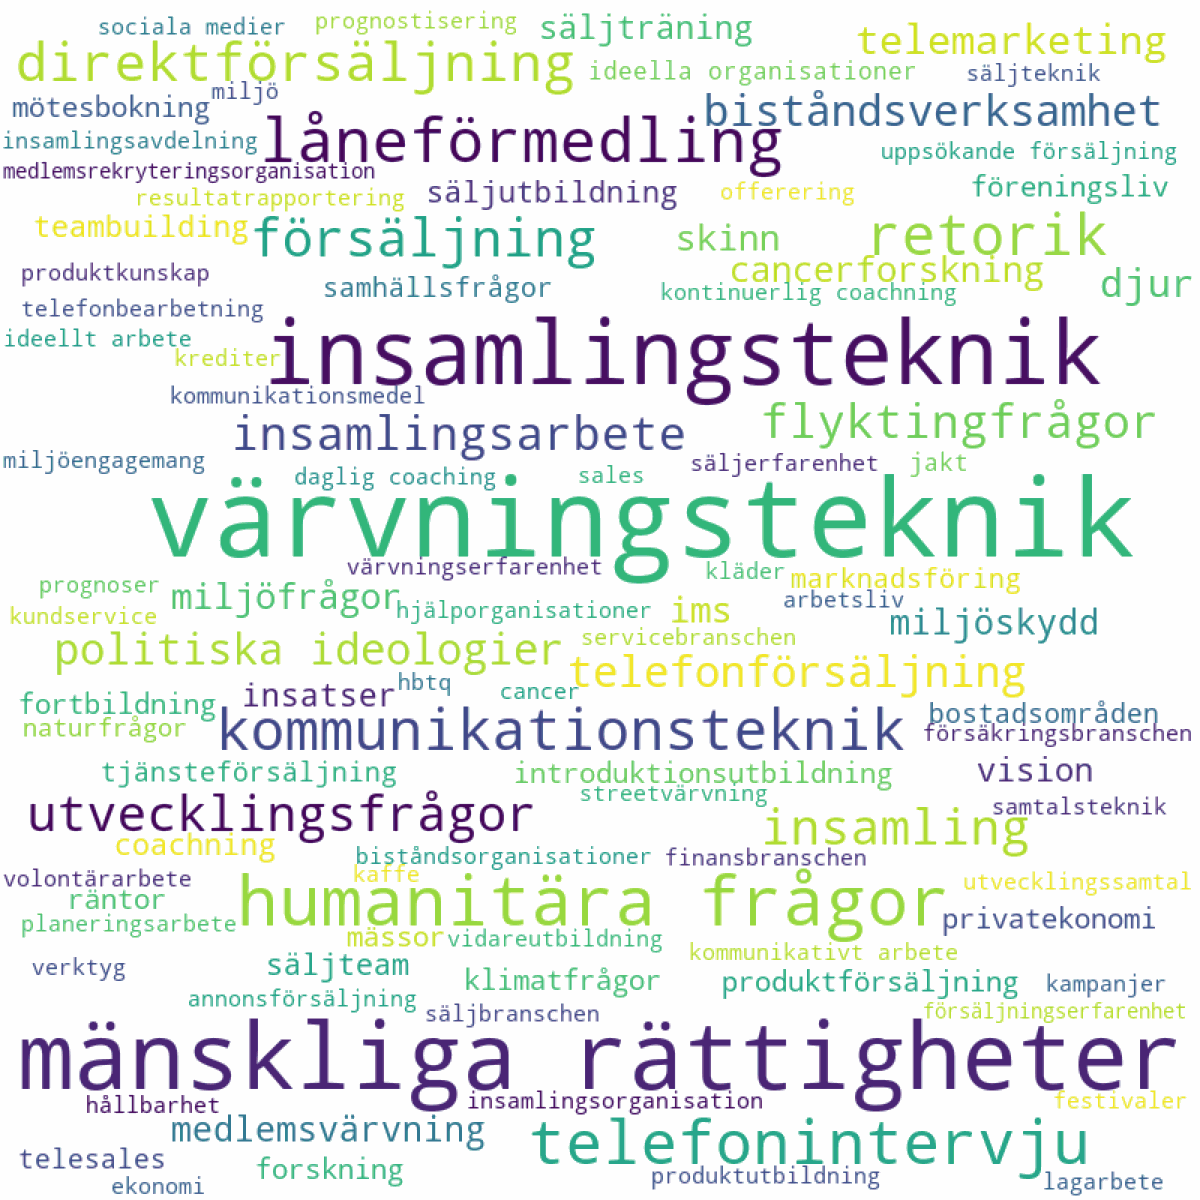 sociala medier
prognostisering
säljträning
telemarketing
direktförsäljning
ideella organisationer
säljteknik
miljö
mötesbokning
biståndsverksamhet
insamlingsavdelning
låneförmedling
uppsökande försäljning
medlemsrekryteringsorganisation
säljutbildning
offerering
föreningsliv
resultatrapportering
teambuilding
försäljning
skinn
retorik
produktkunskap
samhällsfrågor
cancerforskning
kontinuerlig coachning
djur
telefonbearbetning
ideellt arbete
krediter
insamlingsteknik
kommunikationsmedel
insamlingsarbete
flyktingfrågor
miljöengagemang
daglig coaching
sales
säljerfarenhet
jakt
värvningsteknik
värvningserfarenhet
kläder
marknadsföring
prognoser
miljöfrågor
hjälporganisationer
ims
arbetsliv
kundservice
miljöskydd
politiska ideologier
servicebranschen
telefonförsäljning
fortbildning
insatser
hbtq
cancer
naturfrågor
kommunikationsteknik
bostadsområden
försäkringsbranschen
tjänsteförsäljning
introduktionsutbildning
vision
streetvärvning
samtalsteknik
utvecklingsfrågor
insamling
coachning
biståndsorganisationer
finansbranschen
volontärarbete
kaffe
utvecklingssamtal
räntor
humanitära frågor
planeringsarbete
privatekonomi
mässor
vidareutbildning
kommunikativt arbete
verktyg
säljteam
klimatfrågor
produktförsäljning
kampanjer
annonsförsäljning
säljbranschen
försäljningserfarenhet
mänskliga rättigheter
hållbarhet
insamlingsorganisation
festivaler
medlemsvärvning
telefonintervju
telesales
forskning
produktutbildning
lagarbete
ekonomi